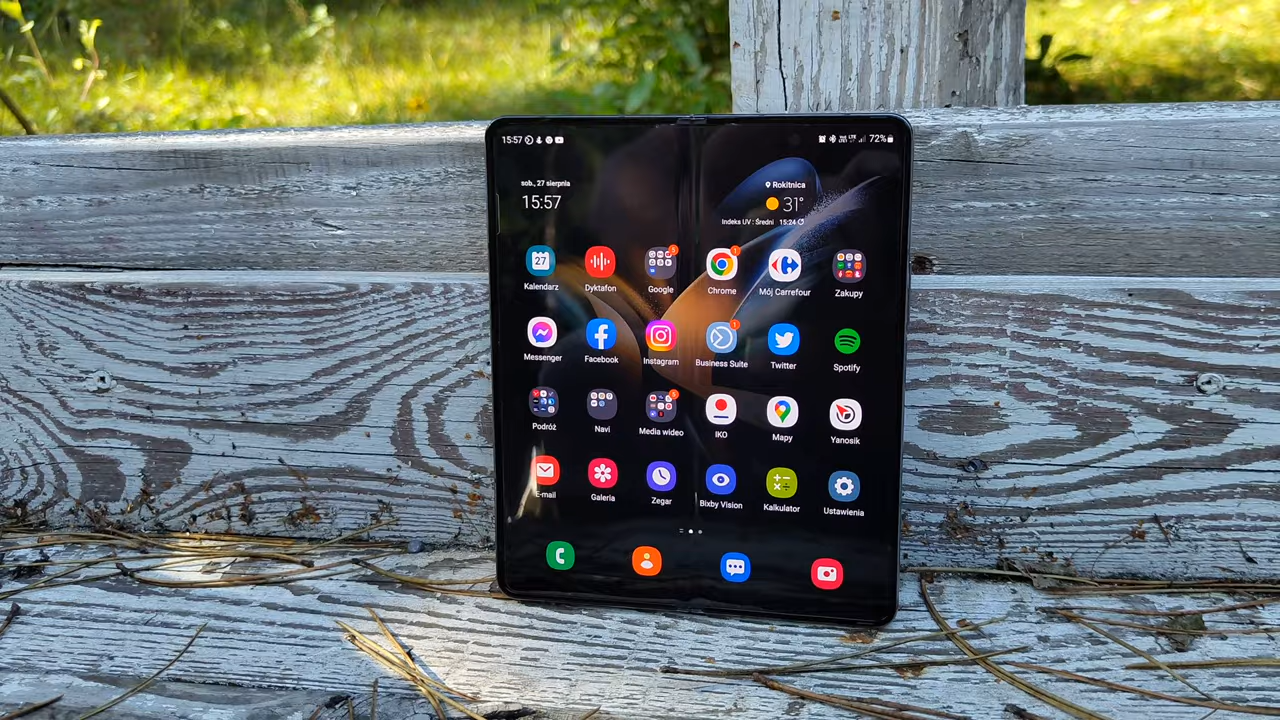 15:57
72%
sob., 27 sierpnia
15:57
Rokitnica
31°
Indeks UV : Średni 15:24
27
Kalendarz Dyktafon Google Chrome Mój Carrefour Zakupy
Messenger Facebook Instagram Business Suite Twitter Spotify
Podróż Navi Media wideo IKO Mapy Yanosik
E-mail Galeria Zegar Bixby Vision Kalkulator Ustawienia